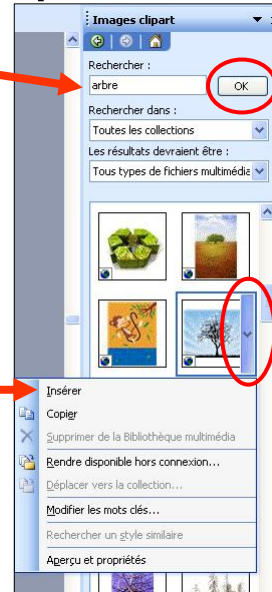 Images clipart
Rechercher :
arbre
OK
Rechercher dans :
Toutes les collections
Les résultats devraient être :
Tous types de fichiers multimédia
Insérer
Copier
Supprimer de la Bibliothèque multimédia
Rendre disponible hors connexion...
Déplacer vers la collection...
Modifier les mots clés...
Rechercher un style similaire
Aperçu et propriétés